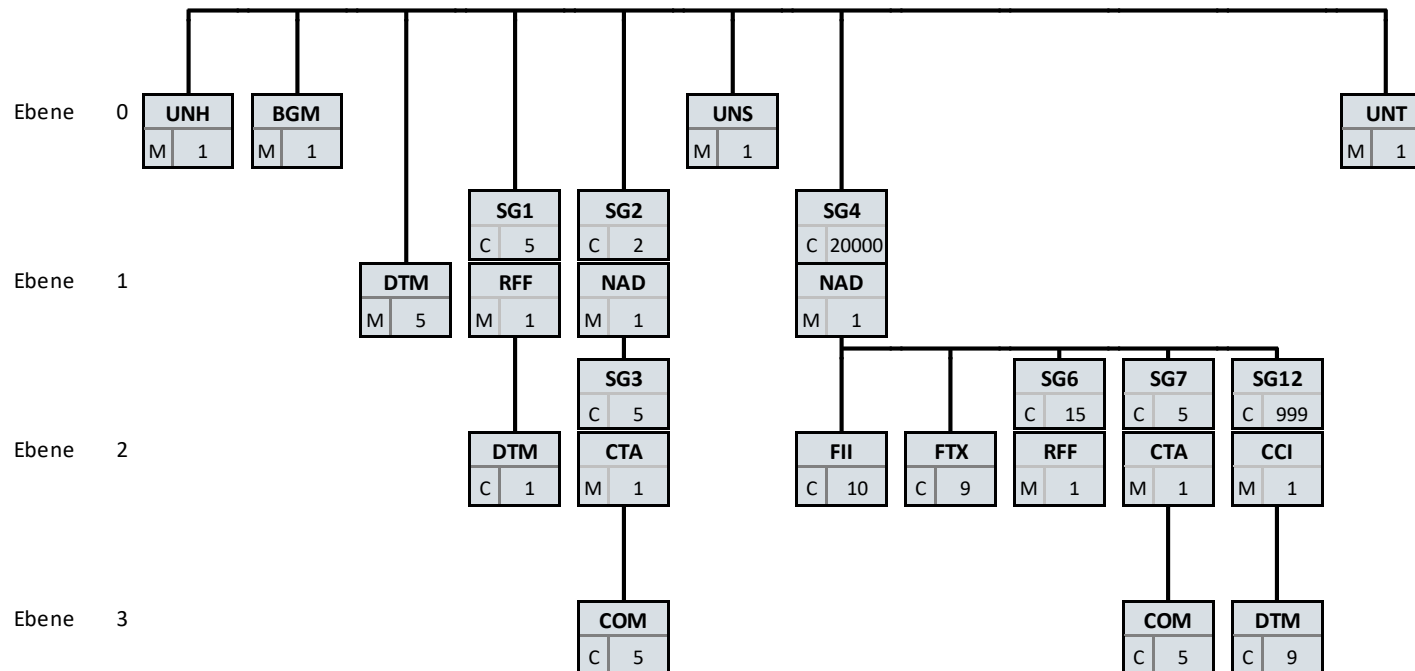 Ebene 0 UNH BGM UNS UNT
M 1 M 1 M 1 M 1
SG1 SG2 SG4
C 5 C 2 C 20000
Ebene 1 DTM RFF NAD NAD
M 5 M 1 M 1 M 1
SG3 SG6 SG7 SG12
C 5 C 15 C 5 C 999
Ebene 2 DTM CTA FII FTX RFF CTA CCI
C 1 M 1 C 10 C 9 M 1 M 1 M 1
Ebene 3 COM COM DTM
C 5 C 5 C 9